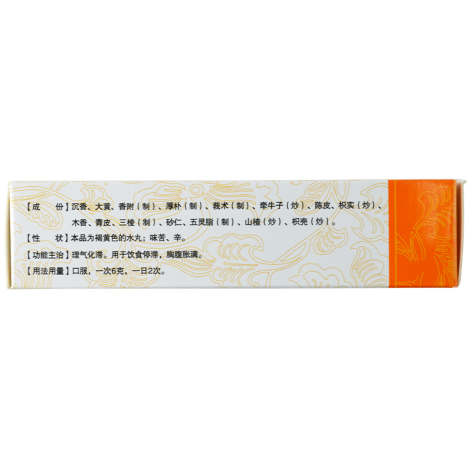 【成 份】沉香、大黄、香附（制）、厚朴（制）、莪术（制）、牵牛子（炒）、陈皮、枳实（炒）、
木香、青皮、三棱（制）、砂仁、五灵脂（制）、山楂（炒）、枳壳（炒）。
【性 状】本品为褐黄色的水丸；味苦、辛。
【功能主治】理气化滞。用于饮食停滞，胸腹胀满。
【用法用量】口服，一次6克，一日2次。